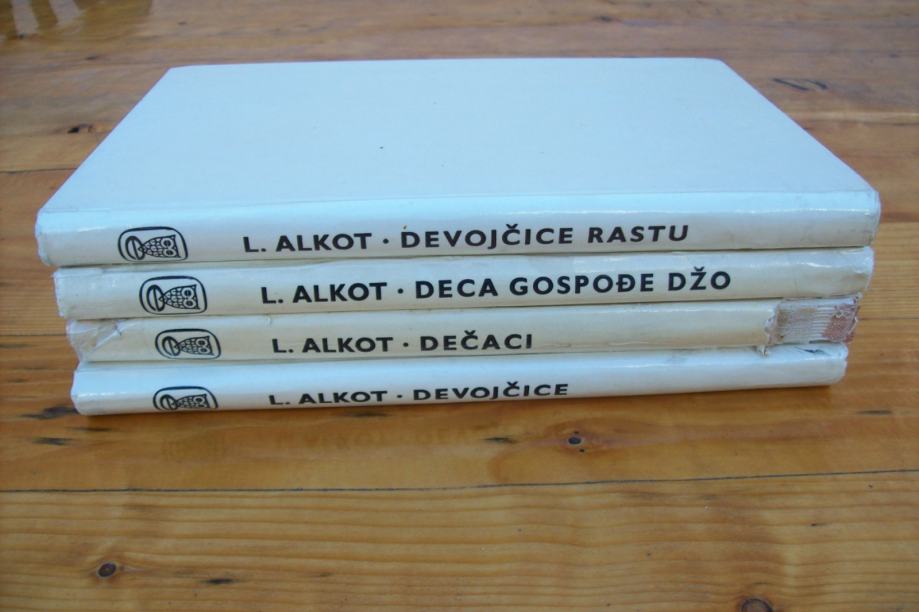 L. ALKOT · DEVOJČICE RASTU
L. ALKOT · DECA GOSPOĐE DŽO
L. ALKOT · DEČACI
L. ALKOT · DEVOJČICE